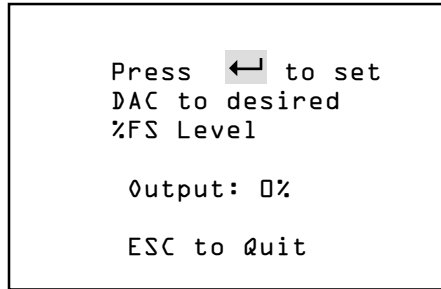 Press ↵ to set
DAC to desired
%FS Level
Output: 0%
ESC to Quit